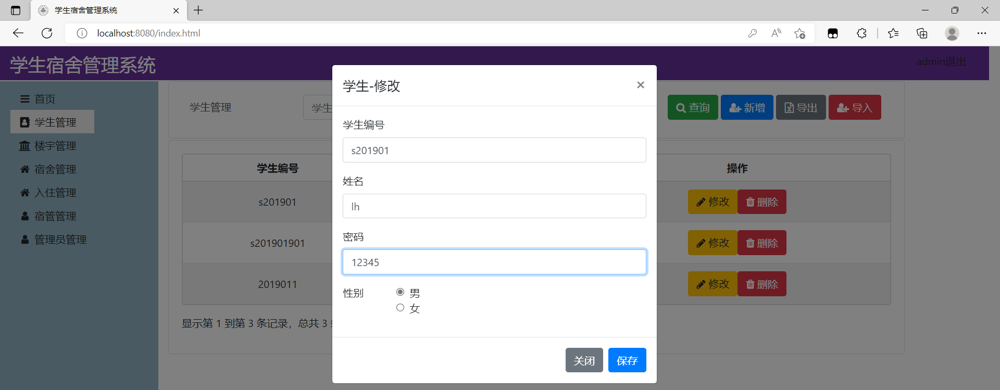 学生宿舍管理系统
localhost:8080/index.html
学生宿舍管理系统
admin退出
首页
学生管理
楼宇管理
宿舍管理
入住管理
宿管管理
管理员管理
学生管理
学生
查询 新增 导出 导入
学生编号 操作
s201901 修改 删除
s201901901 修改 删除
2019011 修改 删除
显示第 1 到第 3 条记录，总共 3
学生-修改
×
学生编号
s201901
姓名
lh
密码
12345
性别 男
女
关闭 保存